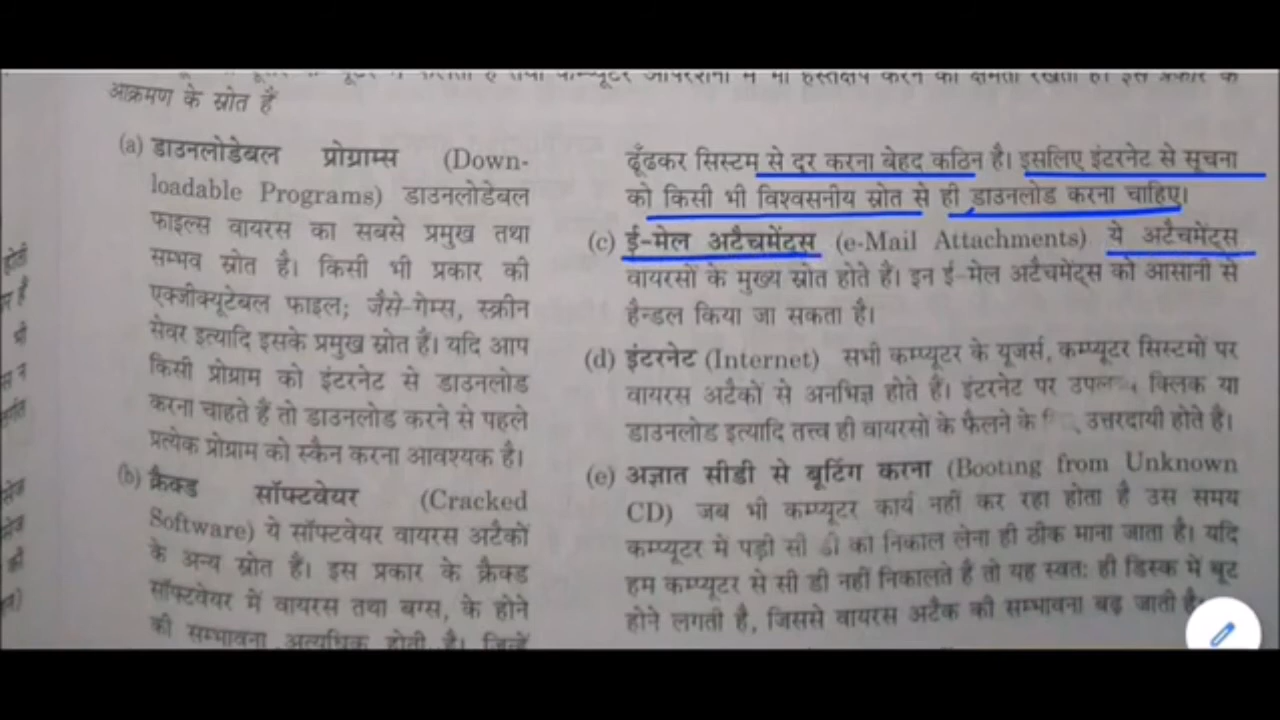 आक्रमण के स्रोत हैं
(a) डाउनलोडेबल प्रोग्राम्स (Down-
loadable Programs) डाउनलोडेबल
फाइल्स वायरस का सबसे प्रमुख तथा
सम्भव स्रोत है। किसी भी प्रकार की
एक्जीक्यूटेबल फाइल; जैसे-गेम्स, स्क्रीन
सेवर इत्यादि इसके प्रमुख स्रोत हैं। यदि आप
किसी प्रोग्राम को इंटरनेट से डाउनलोड
करना चाहते हैं तो डाउनलोड करने से पहले
प्रत्येक प्रोग्राम को स्कैन करना आवश्यक है।
(b) क्रैक्ड सॉफ्टवेयर (Cracked
Software) ये सॉफ्टवेयर वायरस अटैकों
के अन्य स्रोत हैं। इस प्रकार के क्रैक्ड
सॉफ्टवेयर में वायरस तथा बग्स, के होने
की सम्भावना अत्यधिक होती है। जिन्हें
ढूँढकर सिस्टम से दूर करना बेहद कठिन है। इसलिए इंटरनेट से सूचना
को किसी भी विश्वसनीय स्रोत से ही डाउनलोड करना चाहिए।
(c) ई-मेल अटैचमेंट्स (e-Mail Attachments) ये अटैचमेंट्स
वायरसों के मुख्य स्रोत होते हैं। इन ई-मेल अटैचमेंट्स को आसानी से
हैन्डल किया जा सकता है।
(d) इंटरनेट (Internet) सभी कम्प्यूटर के यूजर्स, कम्प्यूटर सिस्टमों पर
वायरस अटैकों से अनभिज्ञ होते हैं। इंटरनेट पर क्लिक या
डाउनलोड इत्यादि तत्त्व ही वायरसों के फैलने के उत्तरदायी होते हैं।
(e) अज्ञात सीडी से बूटिंग करना (Booting from Unknown
CD) जब भी कम्प्यूटर कार्य नहीं कर रहा होता है उस समय
कम्प्यूटर में पड़ी सी डी को निकाल लेना ही ठीक माना जाता है। यदि
हम कम्प्यूटर से सी डी नहीं निकालते हैं तो यह स्वतः ही डिस्क में बूट
होने लगती है, जिससे वायरस अटैक की सम्भावना बढ़ जाती है।